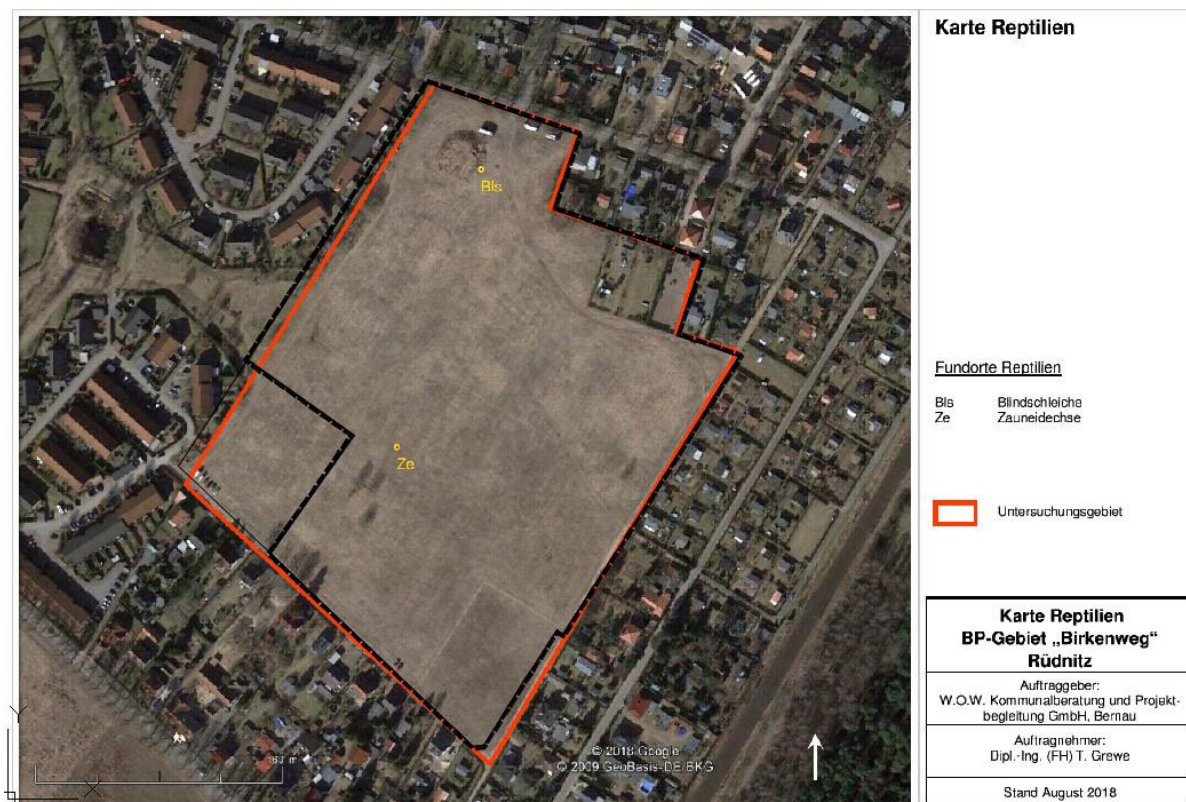 Karte Reptilien
Bls
Ze
Fundorte Reptilien
Bls Blindschleiche
Ze Zauneidechse
Untersuchungsgebiet
© 2018 Google
© 2009 GeoBasis-DE/BKG
Karte Reptilien
BP-Gebiet „Birkenweg“
Rüdnitz
Auftraggeber:
W.O.W. Kommunalberatung und Projekt-
begleitung GmbH, Bernau
Auftragnehmer:
Dipl.-Ing. (FH) T. Grewe
Stand August 2018